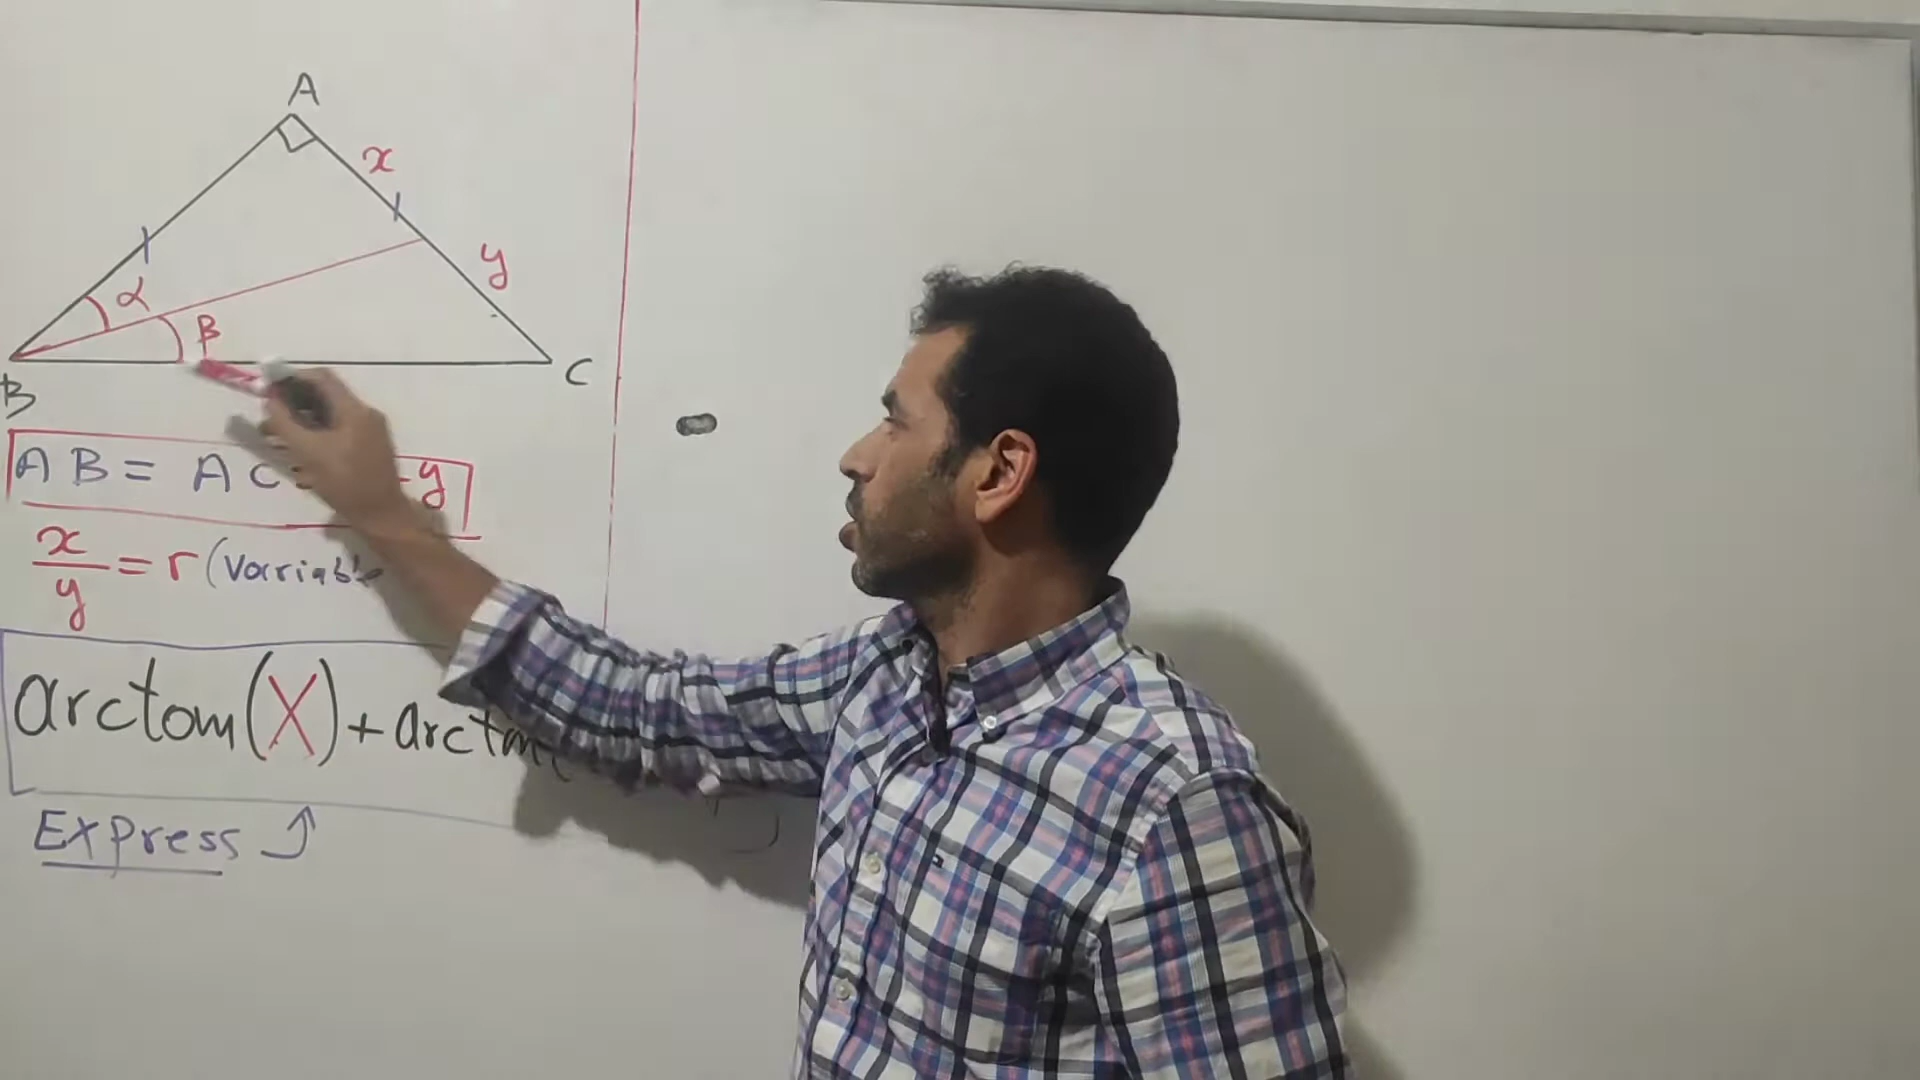 A
x
y
α
β
B
C
AB = AC -y
x/y = r (variable
arctan(X) + arctan(
Express